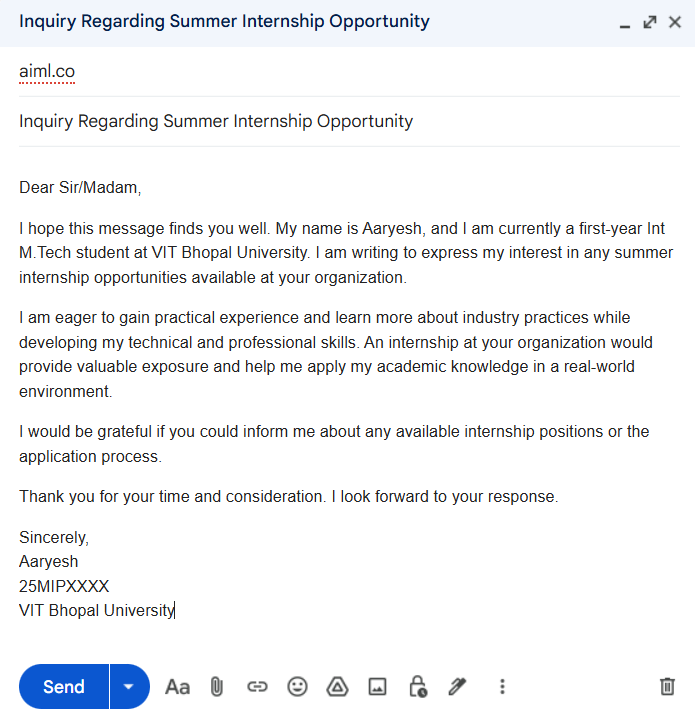 Inquiry Regarding Summer Internship Opportunity
aiml.co
Inquiry Regarding Summer Internship Opportunity
Dear Sir/Madam,
I hope this message finds you well. My name is Aaryesh, and I am currently a first-year Int
M.Tech student at VIT Bhopal University. I am writing to express my interest in any summer
internship opportunities available at your organization.
I am eager to gain practical experience and learn more about industry practices while
developing my technical and professional skills. An internship at your organization would
provide valuable exposure and help me apply my academic knowledge in a real-world
environment.
I would be grateful if you could inform me about any available internship positions or the
application process.
Thank you for your time and consideration. I look forward to your response.
Sincerely,
Aaryesh
25MIPXXXX
VIT Bhopal University
Send
Aa